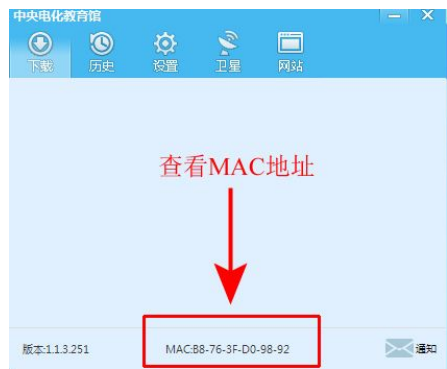 中央电化教育馆
下载 历史 设置 卫星 网站
查看MAC地址
版本:1.1.3.251 MAC:B8-76-3F-D0-98-92 通知